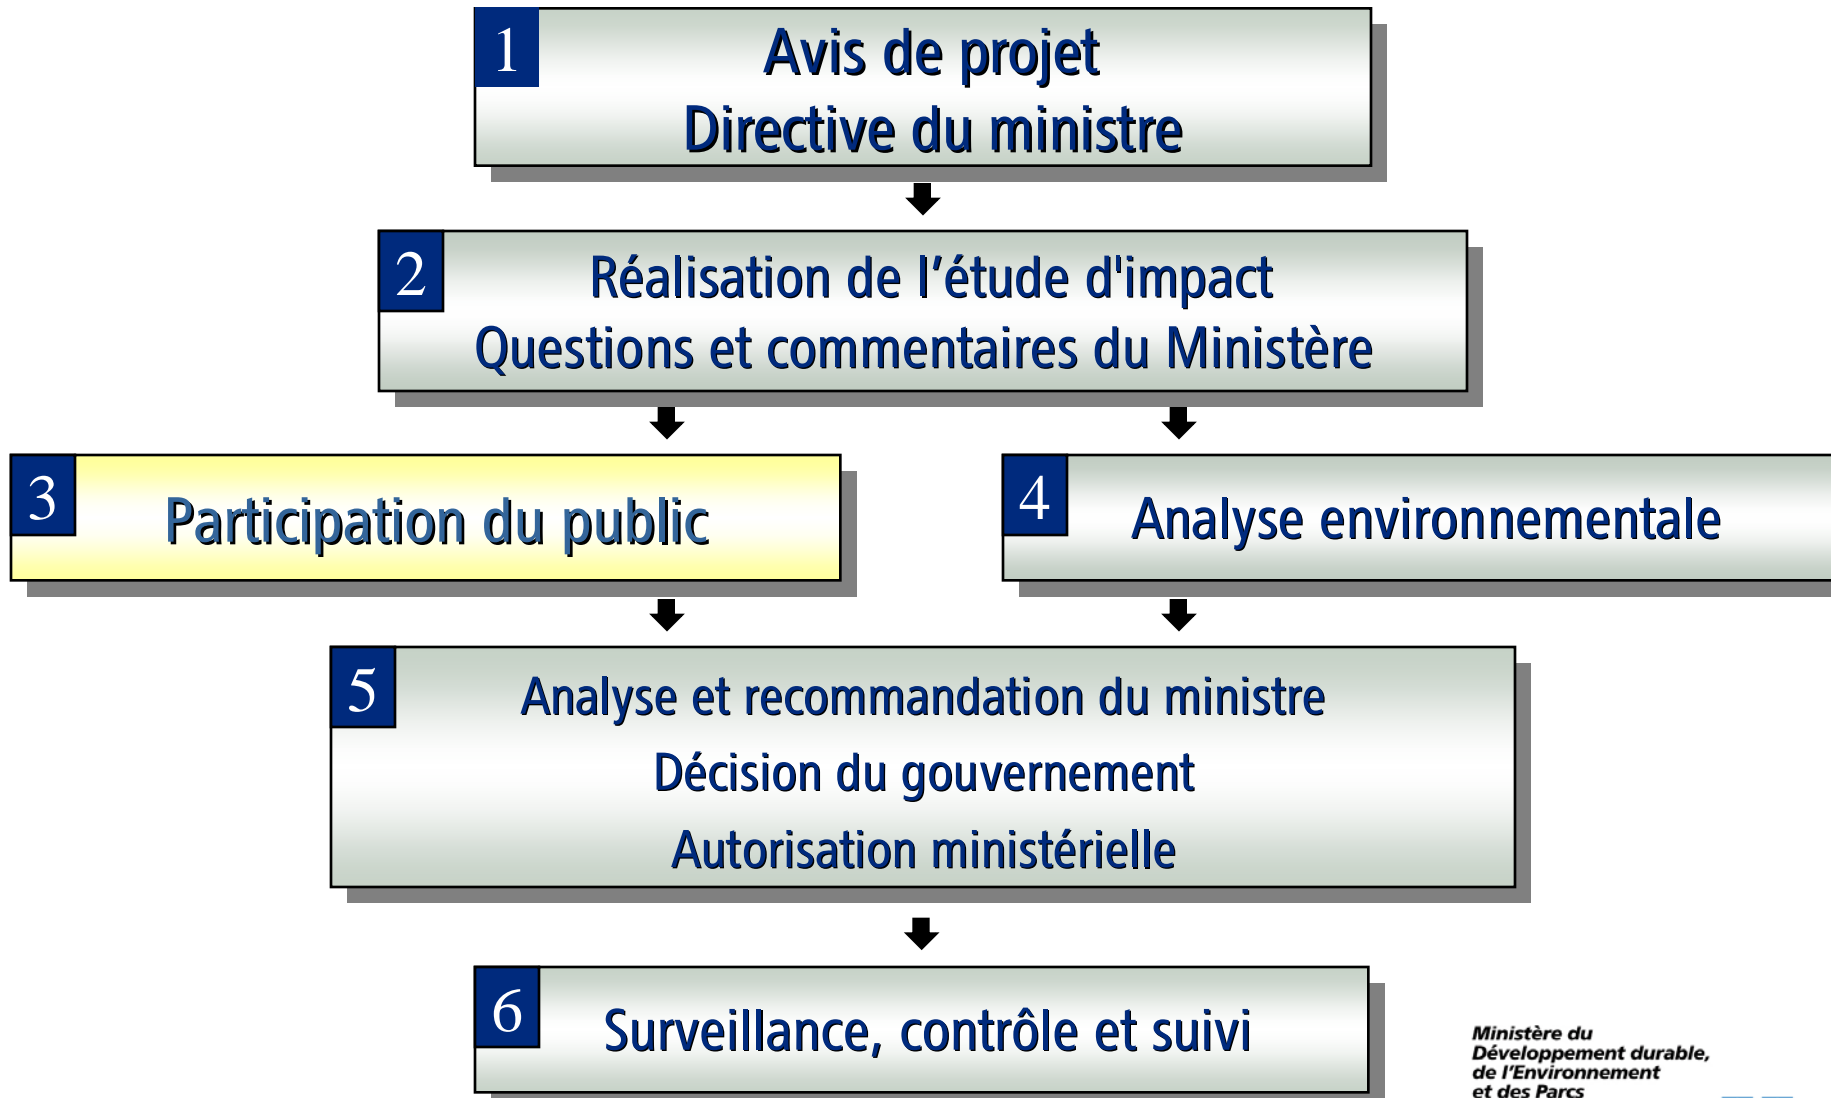 1
Avis de projet
Directive du ministre
2
Réalisation de l’étude d'impact
Questions et commentaires du Ministère
3
Participation du public
4
Analyse environnementale
5
Analyse et recommandation du ministre
Décision du gouvernement
Autorisation ministérielle
6
Surveillance, contrôle et suivi
Ministère du
Développement durable,
de l’Environnement
et des Parcs